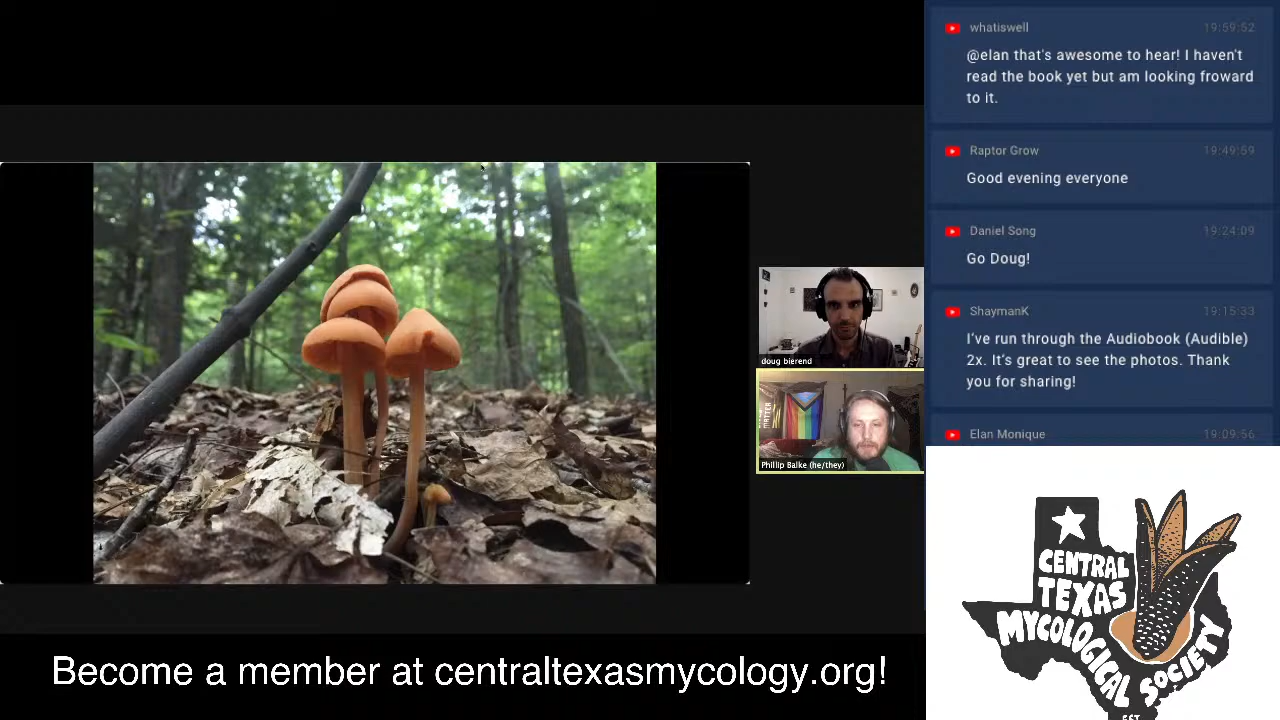 whatiswell 19:59:52
@elan that's awesome to hear! I haven't
read the book yet but am looking froward
to it.
Raptor Grow 19:49:59
Good evening everyone
Daniel Song 19:24:09
Go Doug!
ShaymanK 19:15:33
I've run through the Audiobook (Audible)
2x. It's great to see the photos. Thank
you for sharing!
Elan Monique 19:09:56
doug bierend
MATTER
Phillip Balke (he/they)
CENTRAL
TEXAS
MYCOLOGICAL
SOCIETY
EST
Become a member at centraltexasmycology.org!